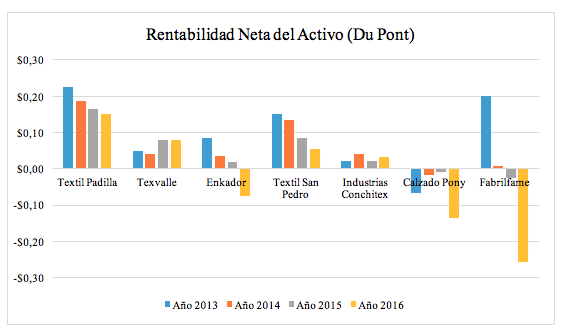 Rentabilidad Neta del Activo (Du Pont)
$0,30
$0,20
$0,10
$0,00
-$0,10
-$0,20
-$0,30
Textil Padilla
Texvalle
Enkador
Textil San
Pedro
Industrias
Conchitex
Calzado Pony
Fabrilfame
Año 2013
Año 2014
Año 2015
Año 2016